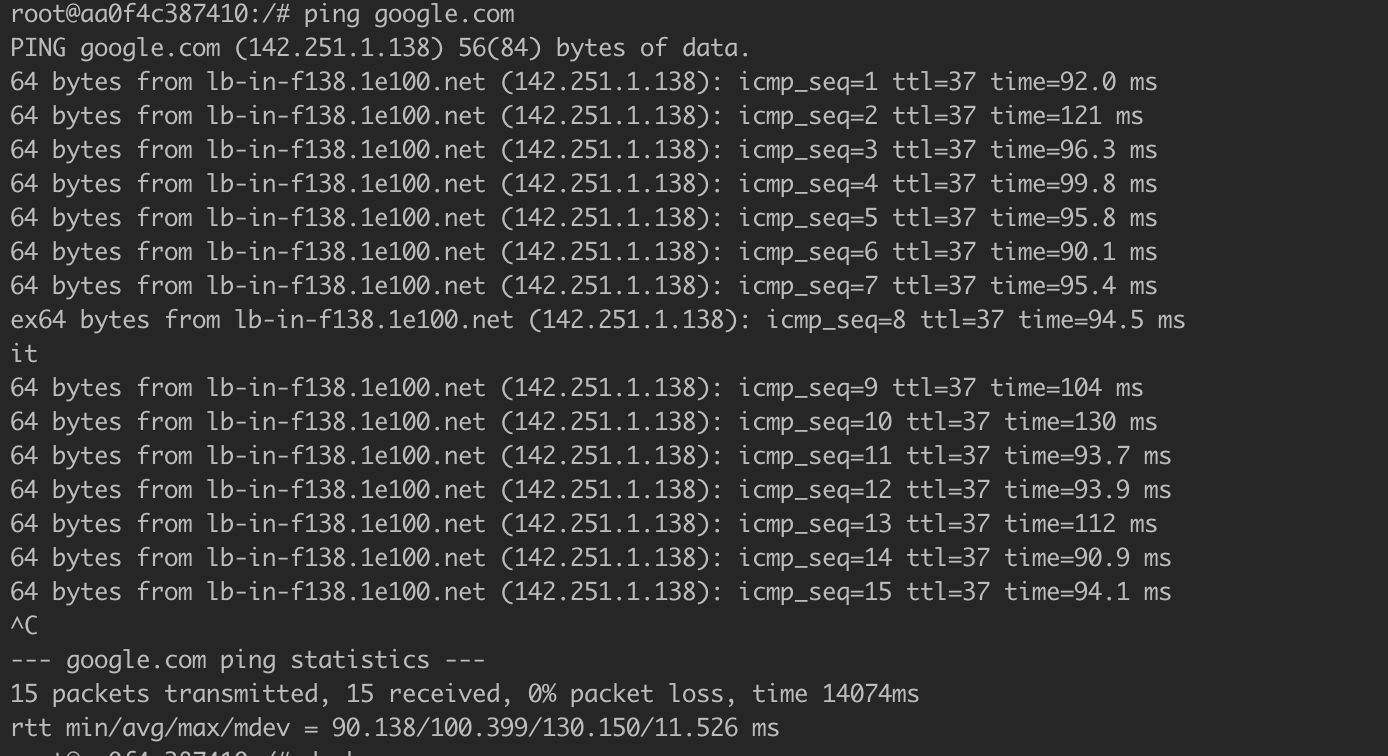 root@aa0f4c387410:/# ping google.com
PING google.com (142.251.1.138) 56(84) bytes of data.
64 bytes from lb-in-f138.1e100.net (142.251.1.138): icmp_seq=1 ttl=37 time=92.0 ms
64 bytes from lb-in-f138.1e100.net (142.251.1.138): icmp_seq=2 ttl=37 time=121 ms
64 bytes from lb-in-f138.1e100.net (142.251.1.138): icmp_seq=3 ttl=37 time=96.3 ms
64 bytes from lb-in-f138.1e100.net (142.251.1.138): icmp_seq=4 ttl=37 time=99.8 ms
64 bytes from lb-in-f138.1e100.net (142.251.1.138): icmp_seq=5 ttl=37 time=95.8 ms
64 bytes from lb-in-f138.1e100.net (142.251.1.138): icmp_seq=6 ttl=37 time=90.1 ms
64 bytes from lb-in-f138.1e100.net (142.251.1.138): icmp_seq=7 ttl=37 time=95.4 ms
ex64 bytes from lb-in-f138.1e100.net (142.251.1.138): icmp_seq=8 ttl=37 time=94.5 ms
it
64 bytes from lb-in-f138.1e100.net (142.251.1.138): icmp_seq=9 ttl=37 time=104 ms
64 bytes from lb-in-f138.1e100.net (142.251.1.138): icmp_seq=10 ttl=37 time=130 ms
64 bytes from lb-in-f138.1e100.net (142.251.1.138): icmp_seq=11 ttl=37 time=93.7 ms
64 bytes from lb-in-f138.1e100.net (142.251.1.138): icmp_seq=12 ttl=37 time=93.9 ms
64 bytes from lb-in-f138.1e100.net (142.251.1.138): icmp_seq=13 ttl=37 time=112 ms
64 bytes from lb-in-f138.1e100.net (142.251.1.138): icmp_seq=14 ttl=37 time=90.9 ms
64 bytes from lb-in-f138.1e100.net (142.251.1.138): icmp_seq=15 ttl=37 time=94.1 ms
^C
--- google.com ping statistics ---
15 packets transmitted, 15 received, 0% packet loss, time 14074ms
rtt min/avg/max/mdev = 90.138/100.399/130.150/11.526 ms